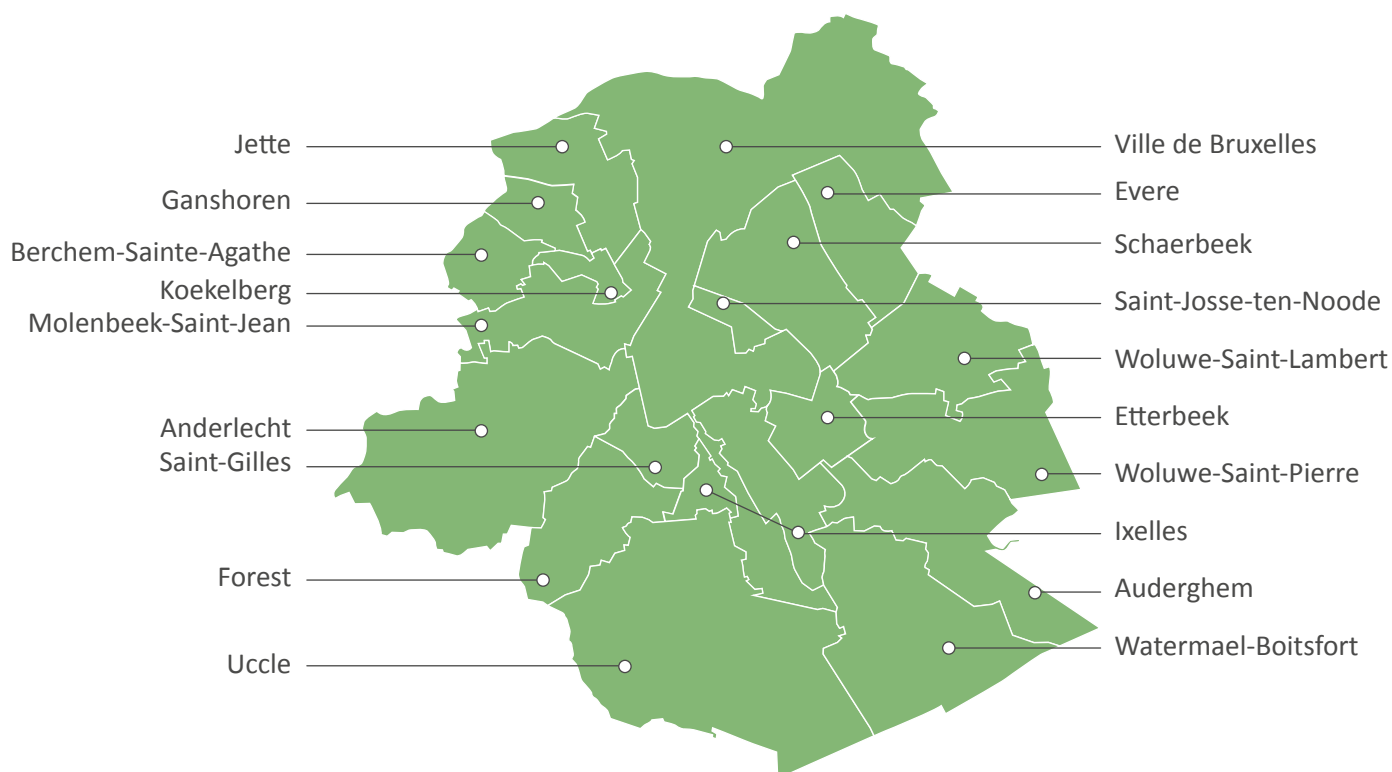 Jette
Ganshoren
Berchem-Sainte-Agathe
Koekelberg
Molenbeek-Saint-Jean
Anderlecht
Saint-Gilles
Forest
Uccle
Ville de Bruxelles
Evere
Schaerbeek
Saint-Josse-ten-Noode
Woluwe-Saint-Lambert
Etterbeek
Woluwe-Saint-Pierre
Ixelles
Auderghem
Watermael-Boitsfort